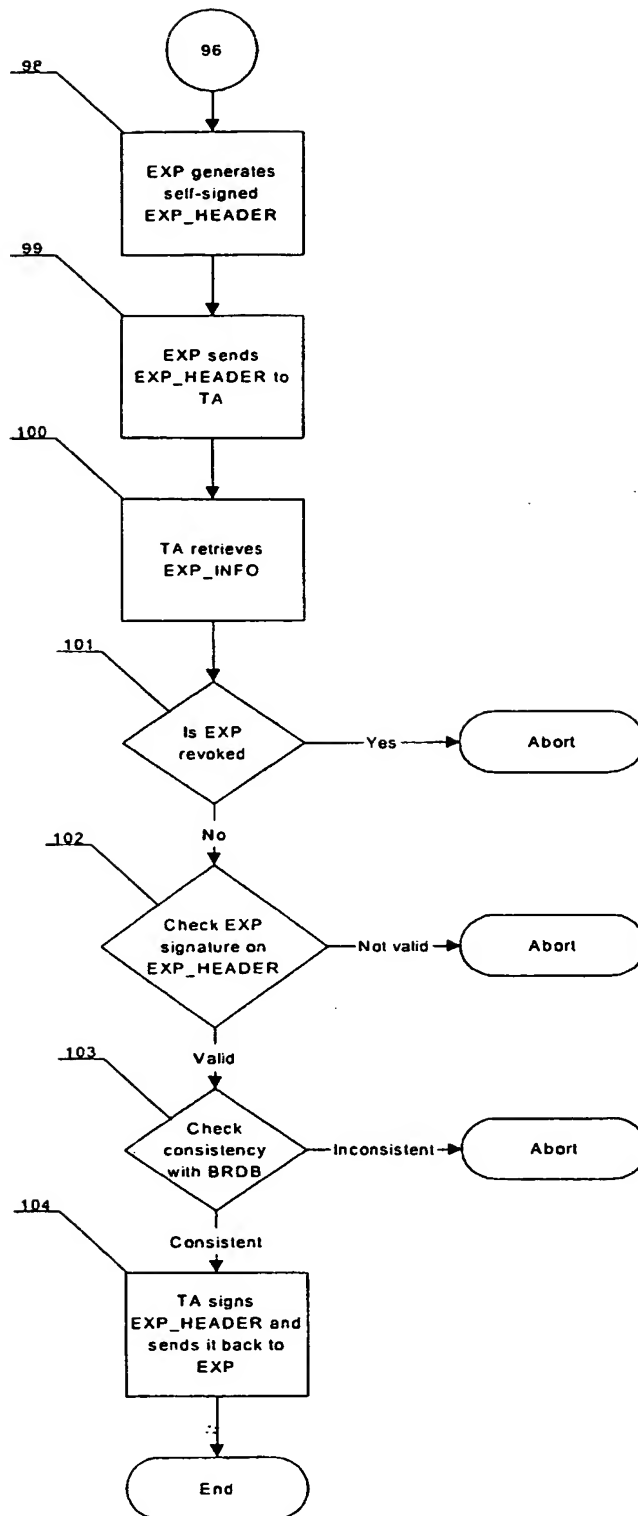 96
98
EXP generates
self-signed
EXP_HEADER
99
EXP sends
EXP_HEADER to
TA
100
TA retrieves
EXP_INFO
101
Is EXP
revoked
Yes
Abort
No
102
Check EXP
signature on
EXP_HEADER
Not valid
Abort
Valid
103
Check
consistency
with BRDB
Inconsistent
Abort
Consistent
104
TA signs
EXP_HEADER and
sends it back to
EXP
End